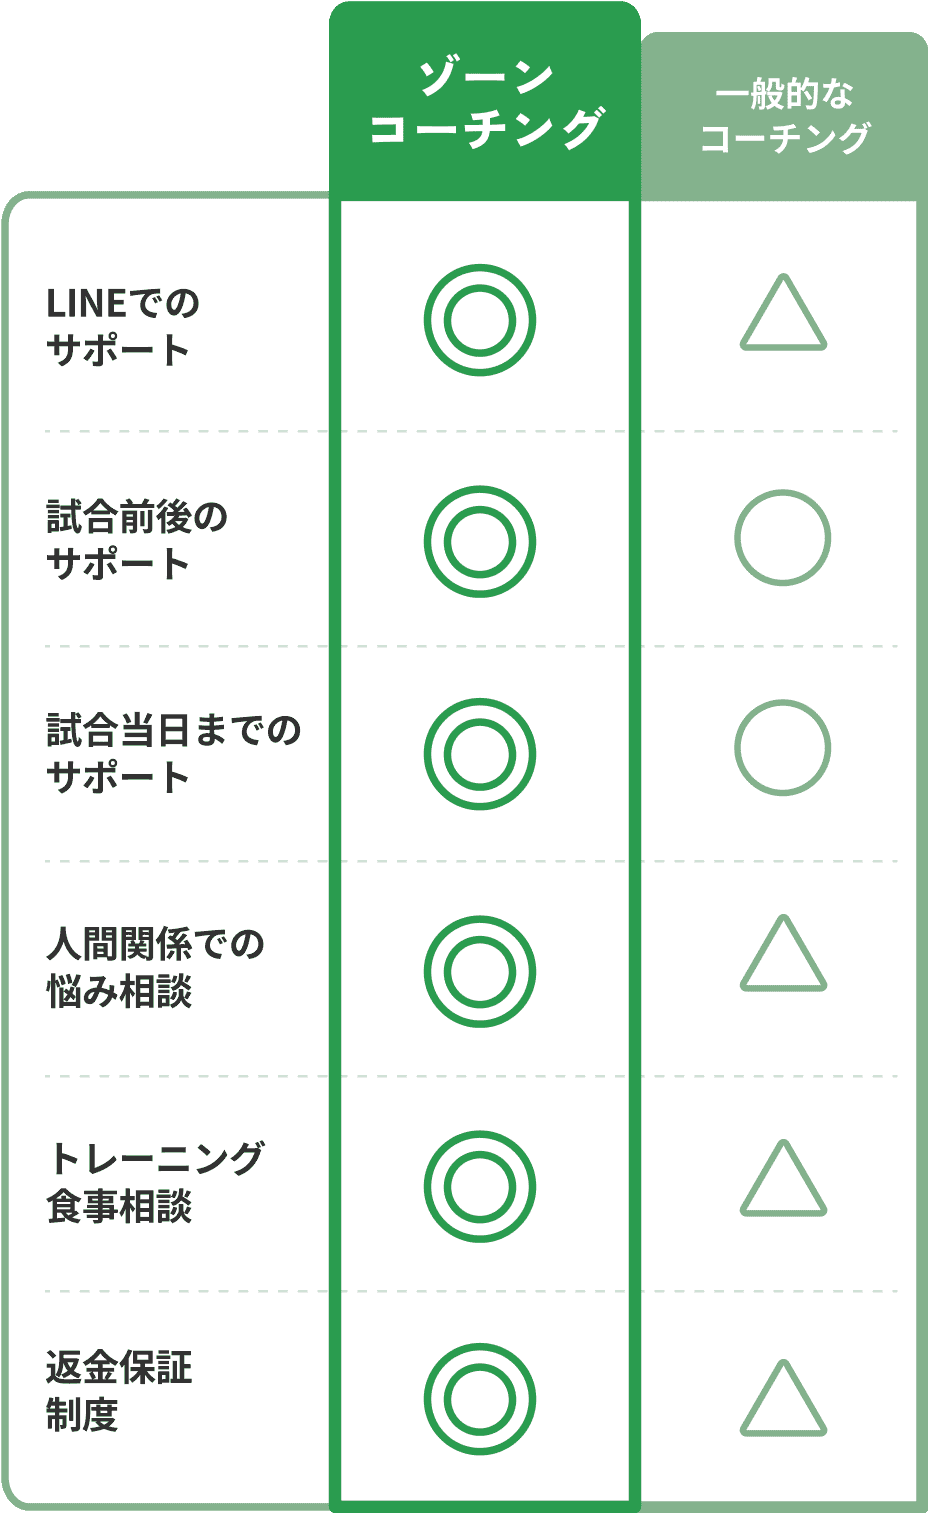 ゾーン
コーチング
一般的な
コーチング
LINEでの
サポート
試合前後の
サポート
試合当日までの
サポート
人間関係での
悩み相談
トレーニング
食事相談
返金保証
制度